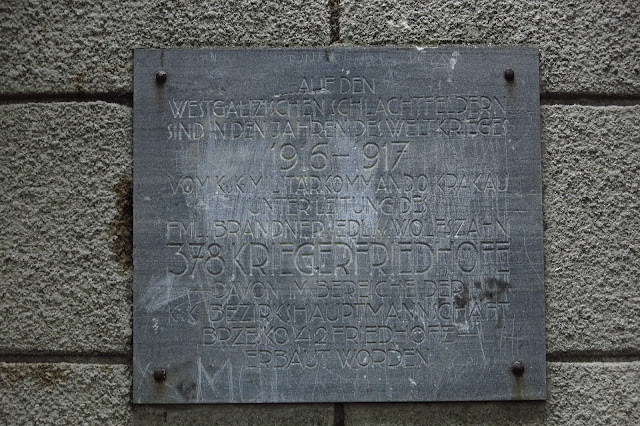 AUF DEN
WESTGALIZISCHEN SCHLACHTFELDERN
SIND IN DEN JAHREN DES WELTKRIEGES
1916–1917
VOM K.U.K. MILITÄRKOMMANDO KRAKAU
UNTER LEITUNG DES
FML. BRANDNER EDL. V. WOLFSZAHN
378 KRIEGERFRIEDHÖFE
—DAVON IM BEREICHE DER
K.K. BEZIRKSHAUPTMANNSCHAFT
BRZESKO 42 FRIEDHÖFE—
ERBAUT WORDEN